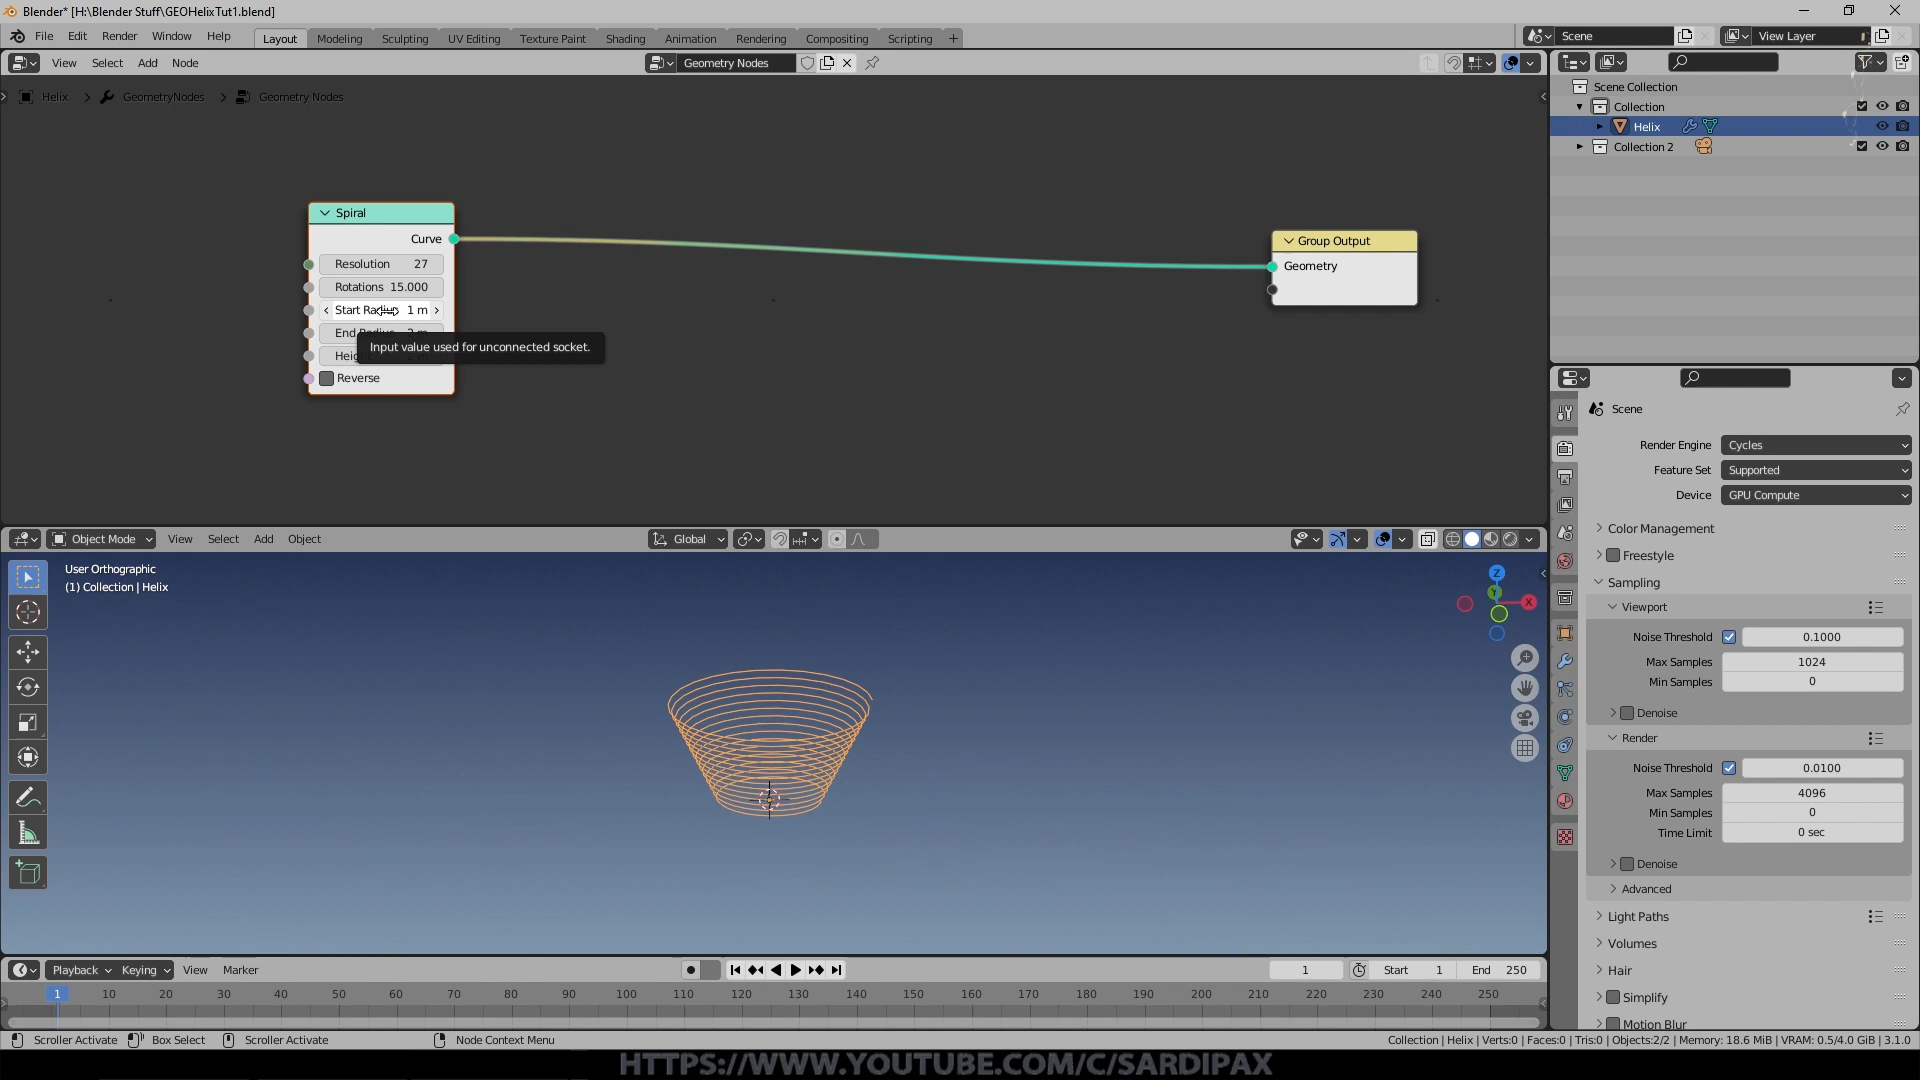 Blender* [H:\Blender Stuff\GEOHelixTut1.blend]
File Edit Render Window Help Layout Modeling Sculpting UV Editing Texture Paint Shading Animation Rendering Compositing Scripting + Scene View Layer
View Select Add Node Geometry Nodes
Helix > GeometryNodes > Geometry Nodes
Scene Collection
Collection
Helix
Collection 2
Spiral
Curve
Resolution 27
Rotations 15.000
Start Radius 1 m
Reverse
Input value used for unconnected socket.
Group Output
Geometry
Scene
Render Engine Cycles
Feature Set Supported
Device GPU Compute
Color Management
Freestyle
Sampling
Viewport
Noise Threshold 0.1000
Max Samples 1024
Min Samples 0
Denoise
Render
Noise Threshold 0.0100
Max Samples 4096
Min Samples 0
Time Limit 0 sec
Denoise
Advanced
Light Paths
Volumes
Hair
Simplify
Motion Blur
Object Mode View Select Add Object Global
User Orthographic
(1) Collection | Helix
Z
Y
X
Playback Keying View Marker 1 Start 1 End 250
1 10 20 30 40 50 60 70 80 90 100 110 120 130 140 150 160 170 180 190 200 210 220 230 240 250
Scroller Activate Box Select Scroller Activate Node Context Menu Collection | Helix | Verts:0 | Faces:0 | Tris:0 | Objects:2/2 | Memory: 18.6 MiB | VRAM: 0.5/4.0 GiB | 3.1.0
HTTPS://WWW.YOUTUBE.COM/C/SARDIPAX